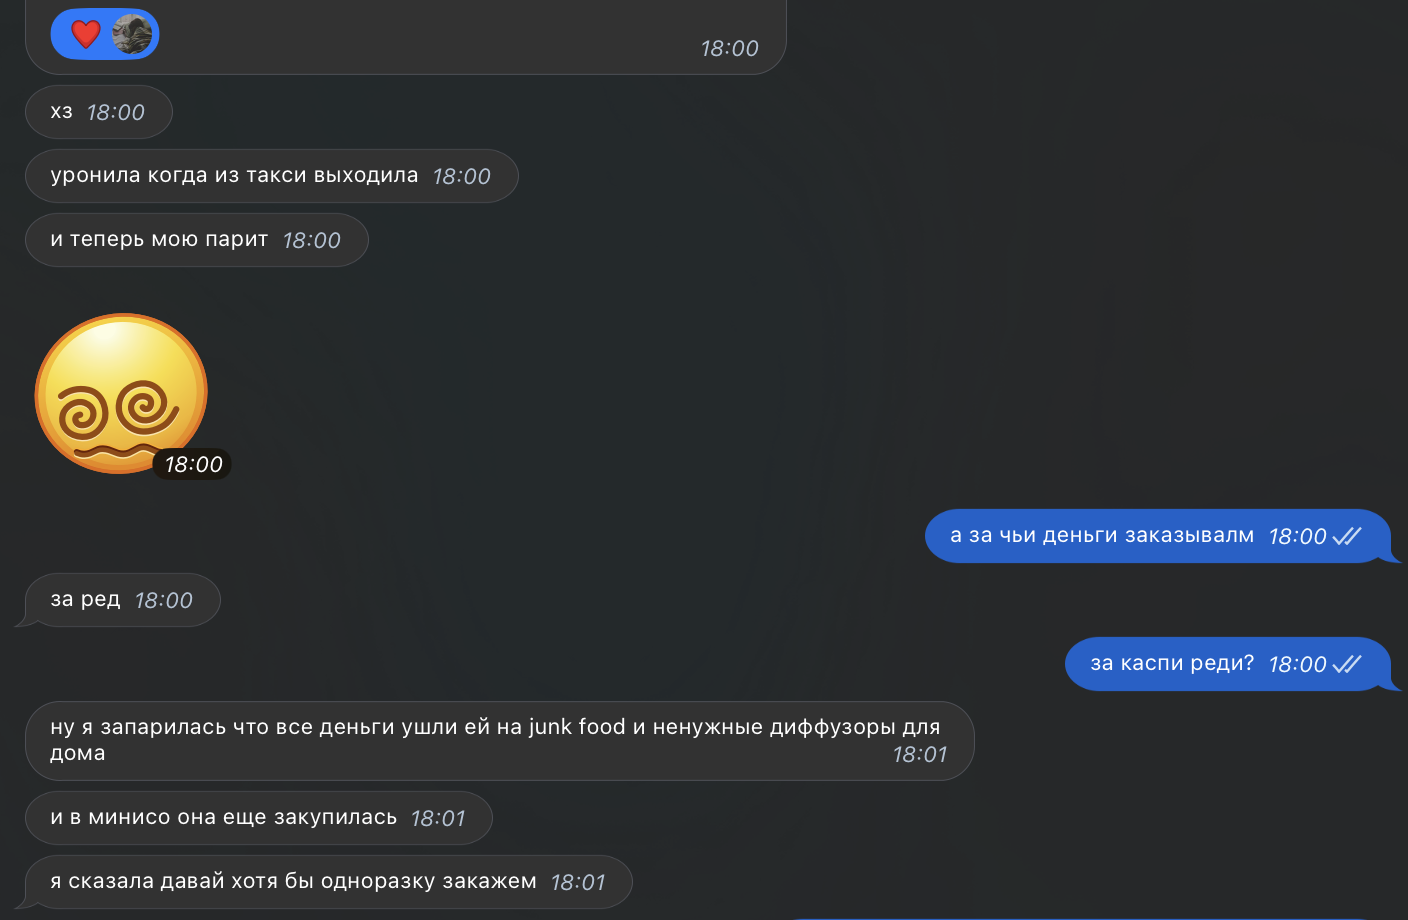 18:00
хз 18:00
уронила когда из такси выходила 18:00
и теперь мою парит 18:00
18:00
а за чьи деньги заказывалм 18:00
за ред 18:00
за каспи реди? 18:00
ну я запарилась что все деньги ушли ей на junk food и ненужные диффузоры для
дома 18:01
и в минисо она еще закупилась 18:01
я сказала давай хотя бы одноразку закажем 18:01